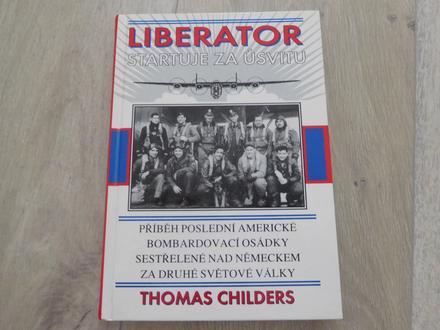 LIBERATOR
STARTUJE ZA ÚSVITU
PŘÍBĚH POSLEDNÍ AMERICKÉ
BOMBARDOVACÍ OSÁDKY
SESTŘELENÉ NAD NĚMECKEM
ZA DRUHÉ SVĚTOVÉ VÁLKY
THOMAS CHILDERS